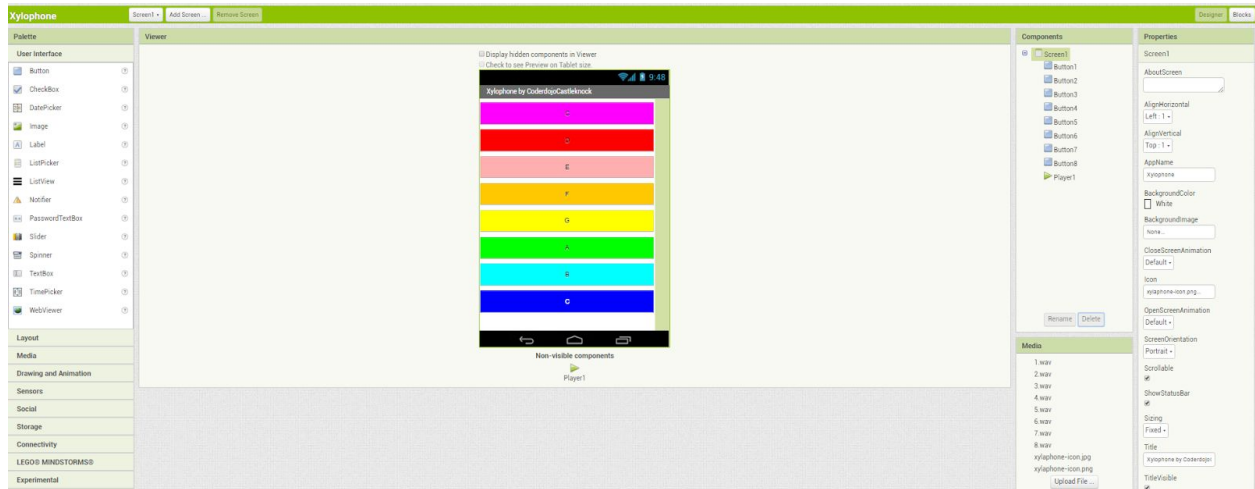 Xylophone
Screen1
Add Screen ...
Remove Screen
Designer
Blocks
Palette
User Interface
Button
CheckBox
DatePicker
Image
Label
ListPicker
ListView
Notifier
PasswordTextBox
Slider
Spinner
TextBox
TimePicker
WebViewer
Layout
Media
Drawing and Animation
Sensors
Social
Storage
Connectivity
LEGO® MINDSTORMS®
Experimental
Viewer
Display hidden components in Viewer
Check to see Preview on Tablet size.
9:48
Xylophone by CoderdojoCastleknock
E
F
G
A
B
C
Non-visible components
Player1
Components
Screen1
Button1
Button2
Button3
Button4
Button5
Button6
Button7
Button8
Player1
Rename
Delete
Media
1.wav
2.wav
3.wav
4.wav
5.wav
6.wav
7.wav
8.wav
xylaphone-icon.jpg
xylaphone-icon.png
Upload File ...
Properties
Screen1
AboutScreen
AlignHorizontal
Left : 1
AlignVertical
Top : 1
AppName
Xylophone
BackgroundColor
White
BackgroundImage
None...
CloseScreenAnimation
Default
Icon
xylaphone-icon.png...
OpenScreenAnimation
Default
ScreenOrientation
Portrait
Scrollable
ShowStatusBar
Sizing
Fixed
Title
Xylophone by Coderdojo
TitleVisible